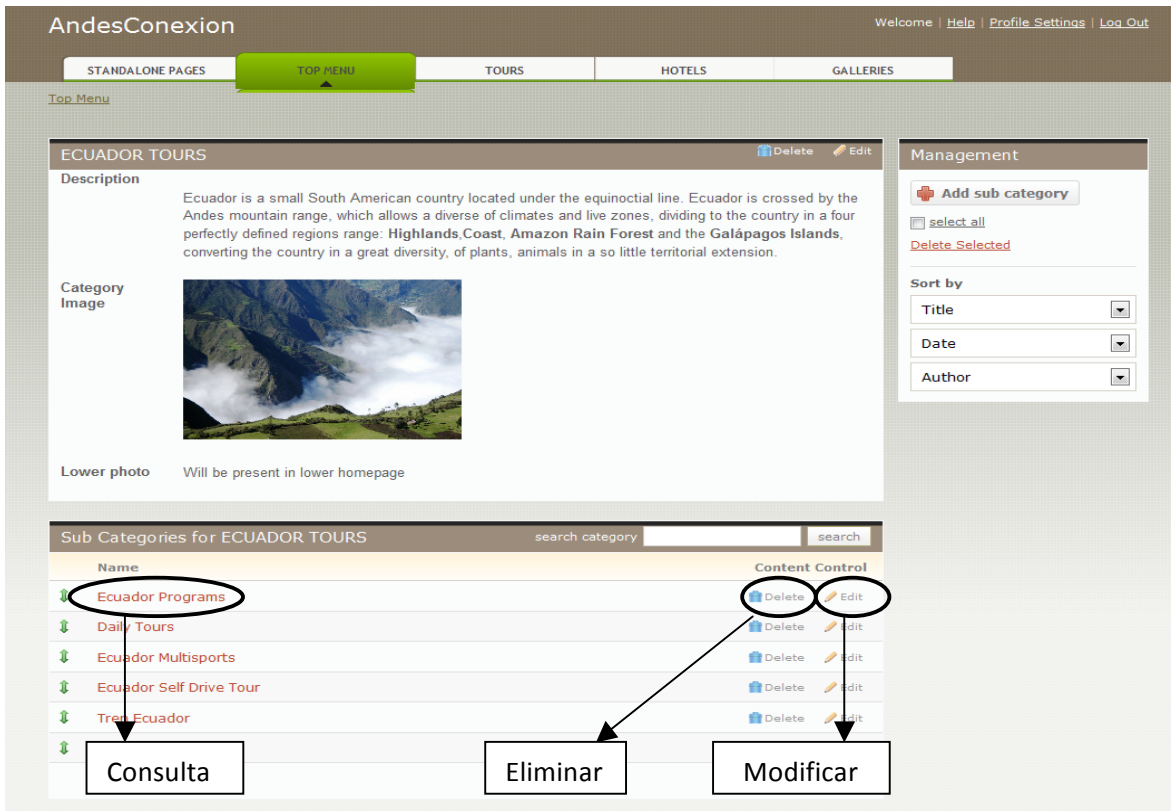 AndesConexion
Welcome | Help | Profile Settings | Log Out
STANDALONE PAGES TOP MENU TOURS HOTELS GALLERIES
Top Menu
ECUADOR TOURS Delete Edit
Description
Ecuador is a small South American country located under the equinoctial line. Ecuador is crossed by the
Andes mountain range, which allows a diverse of climates and live zones, dividing to the country in a four
perfectly defined regions range: Highlands,Coast, Amazon Rain Forest and the Galápagos Islands,
converting the country in a great diversity, of plants, animals in a so little territorial extension.
Category
Image
Lower photo Will be present in lower homepage
Management
Add sub category
select all
Delete Selected
Sort by
Title
Date
Author
Sub Categories for ECUADOR TOURS search category search
Name Content Control
Ecuador Programs Delete Edit
Daily Tours Delete Edit
Ecuador Multisports Delete Edit
Ecuador Self Drive Tour Delete Edit
Tren Ecuador Delete Edit
Consulta Eliminar Modificar